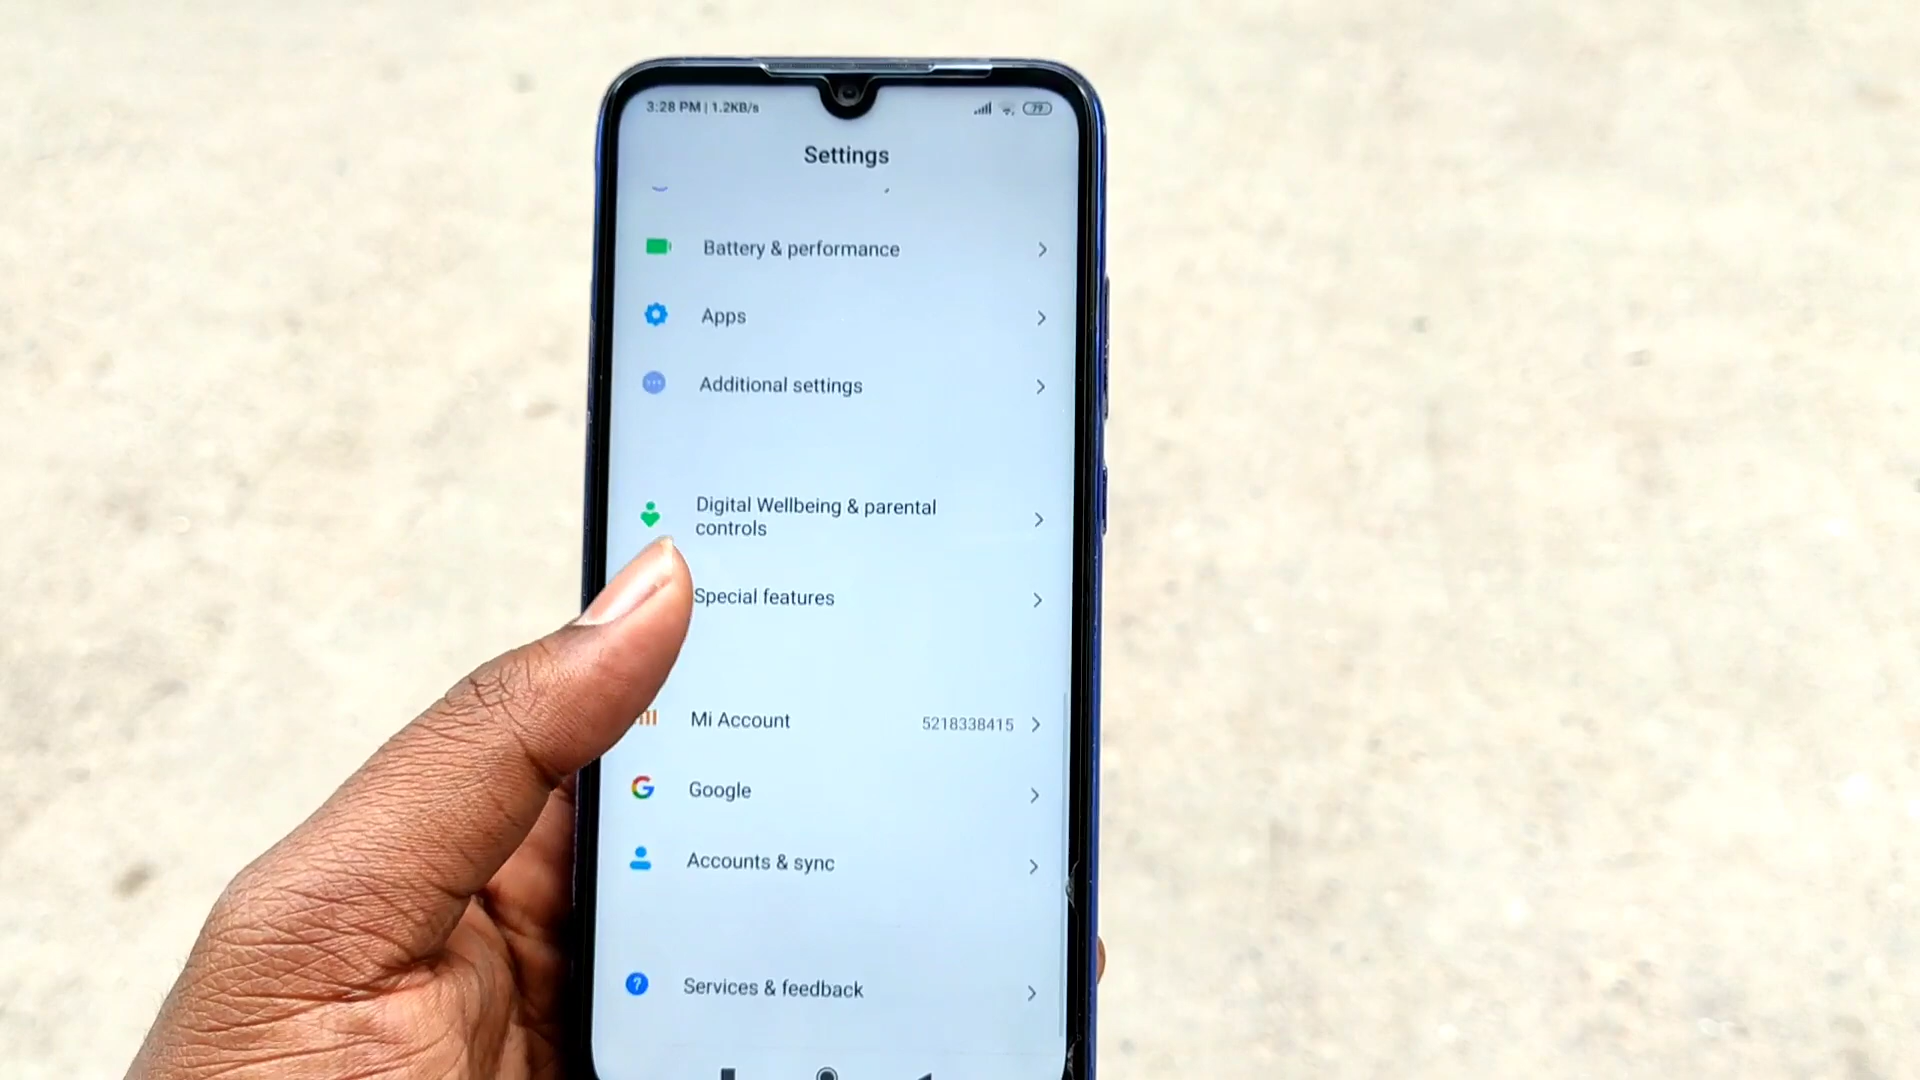 3:28 PM | 1.2KB/s
79
Settings
Battery & performance
Apps
Additional settings
Digital Wellbeing & parental
controls
Special features
Mi Account 5218338415
Google
Accounts & sync
Services & feedback